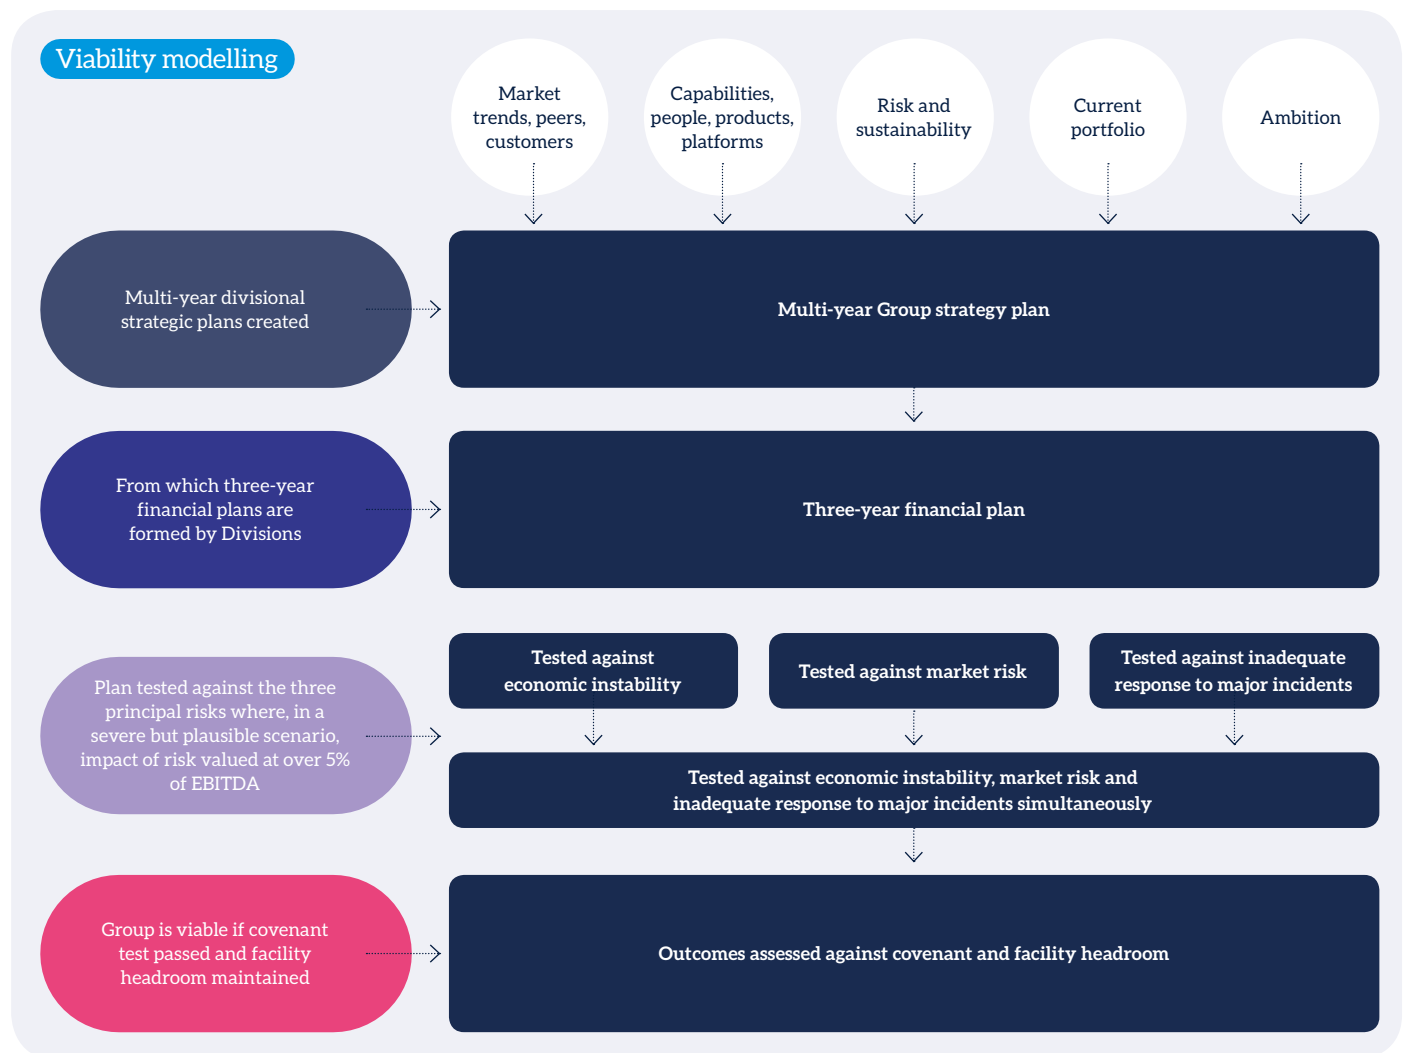 Viability modelling
Market
trends, peers,
customers
Capabilities,
people, products,
platforms
Risk and
sustainability
Current
portfolio
Ambition
Multi-year divisional
strategic plans created
Multi-year Group strategy plan
From which three-year
financial plans are
formed by Divisions
Three-year financial plan
Plan tested against the three
principal risks where, in a
severe but plausible scenario,
impact of risk valued at over 5%
of EBITDA
Tested against
economic instability
Tested against market risk
Tested against inadequate
response to major incidents
Tested against economic instability, market risk and
inadequate response to major incidents simultaneously
Group is viable if covenant
test passed and facility
headroom maintained
Outcomes assessed against covenant and facility headroom